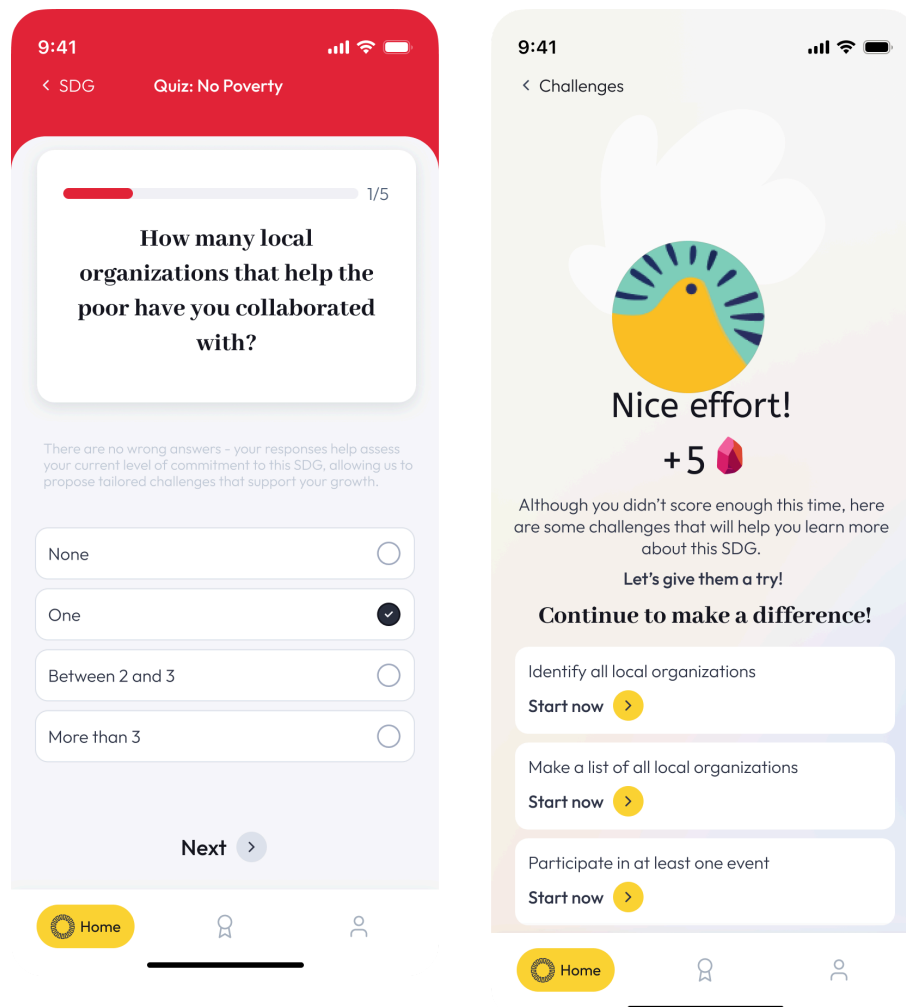 9:41
SDG
Quiz: No Poverty
1/5
How many local
organizations that help the
poor have you collaborated
with?
There are no wrong answers - your responses help assess
your current level of commitment to this SDG, allowing us to
propose tailored challenges that support your growth.
None
One
Between 2 and 3
More than 3
Next
Home
9:41
Challenges
Nice effort!
+5
Although you didn't score enough this time, here
are some challenges that will help you learn more
about this SDG.
Let's give them a try!
Continue to make a difference!
Identify all local organizations
Start now
Make a list of all local organizations
Start now
Participate in at least one event
Start now
Home